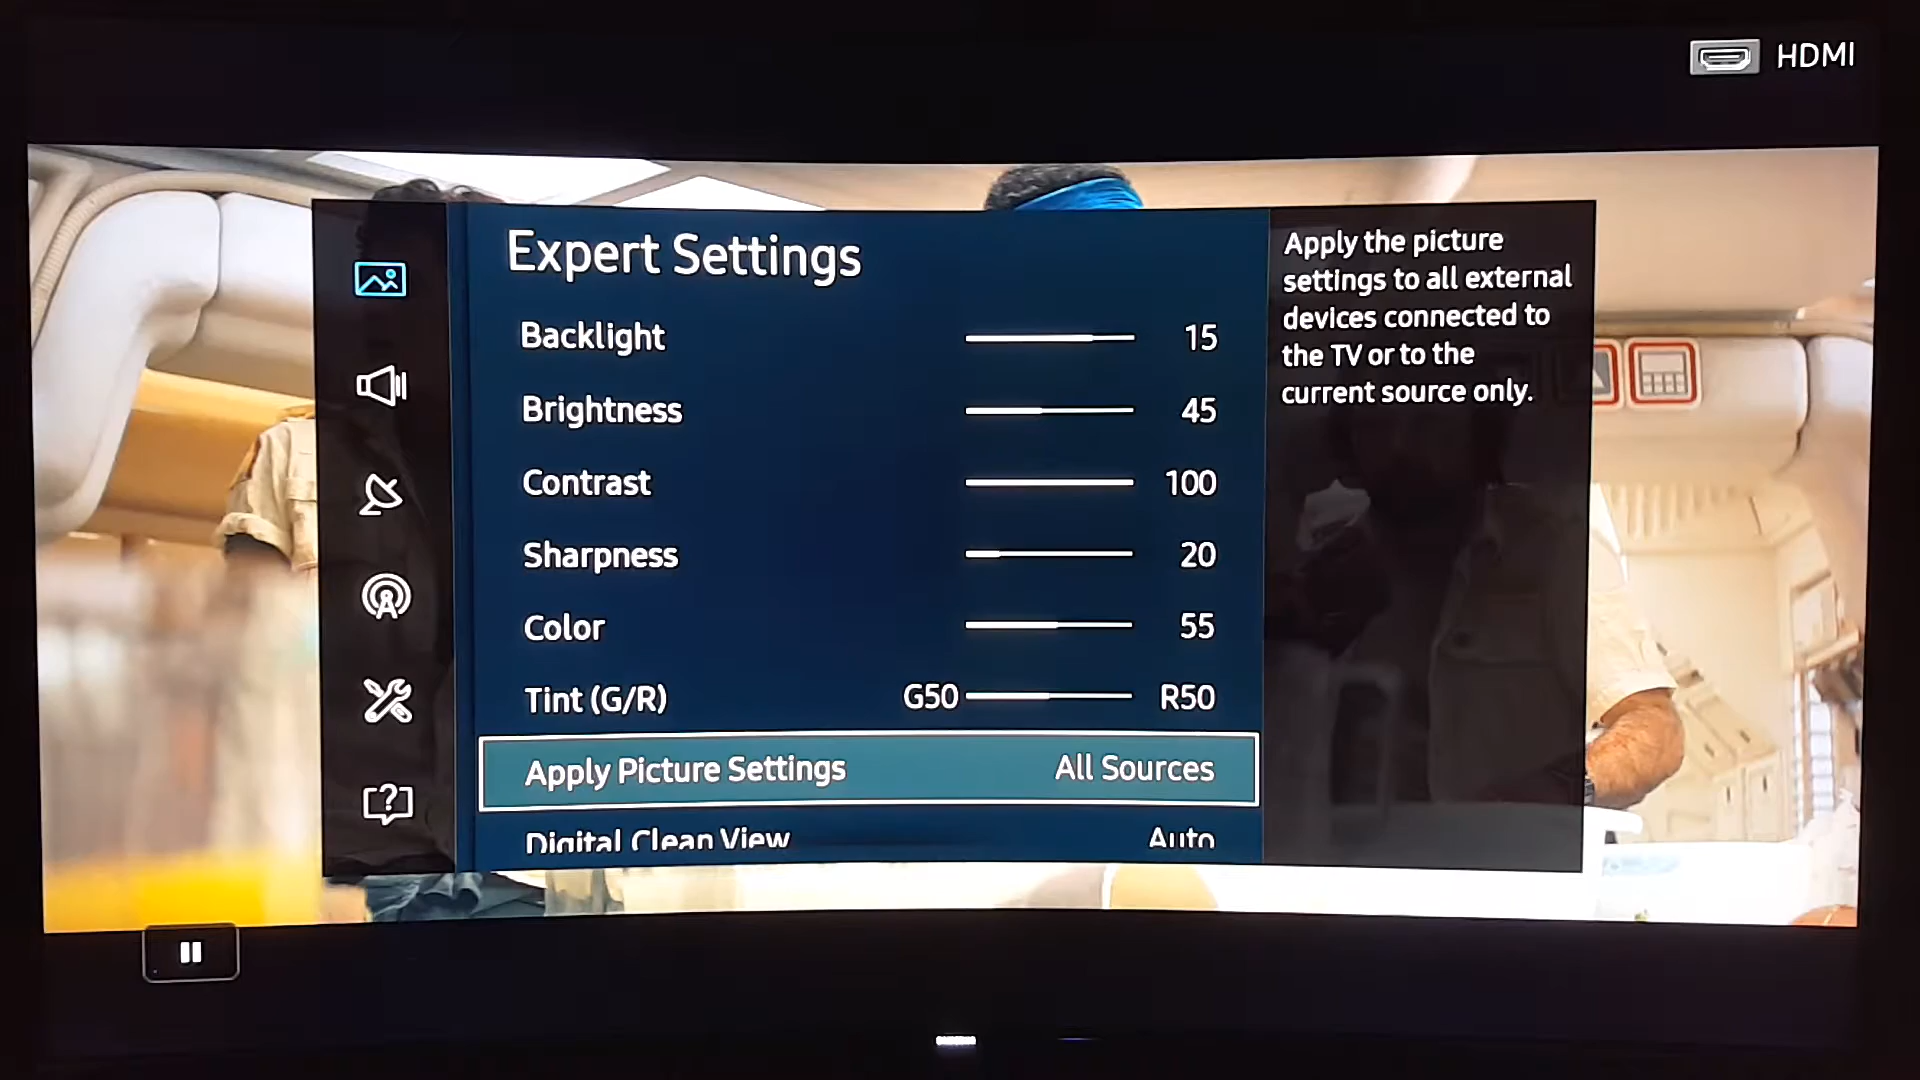 HDMI
Expert Settings
Backlight 15
Brightness 45
Contrast 100
Sharpness 20
Color 55
Tint (G/R) G50 R50
Apply Picture Settings All Sources
Digital Clean View Auto
Apply the picture
settings to all external
devices connected to
the TV or to the
current source only.
SAMSUNG